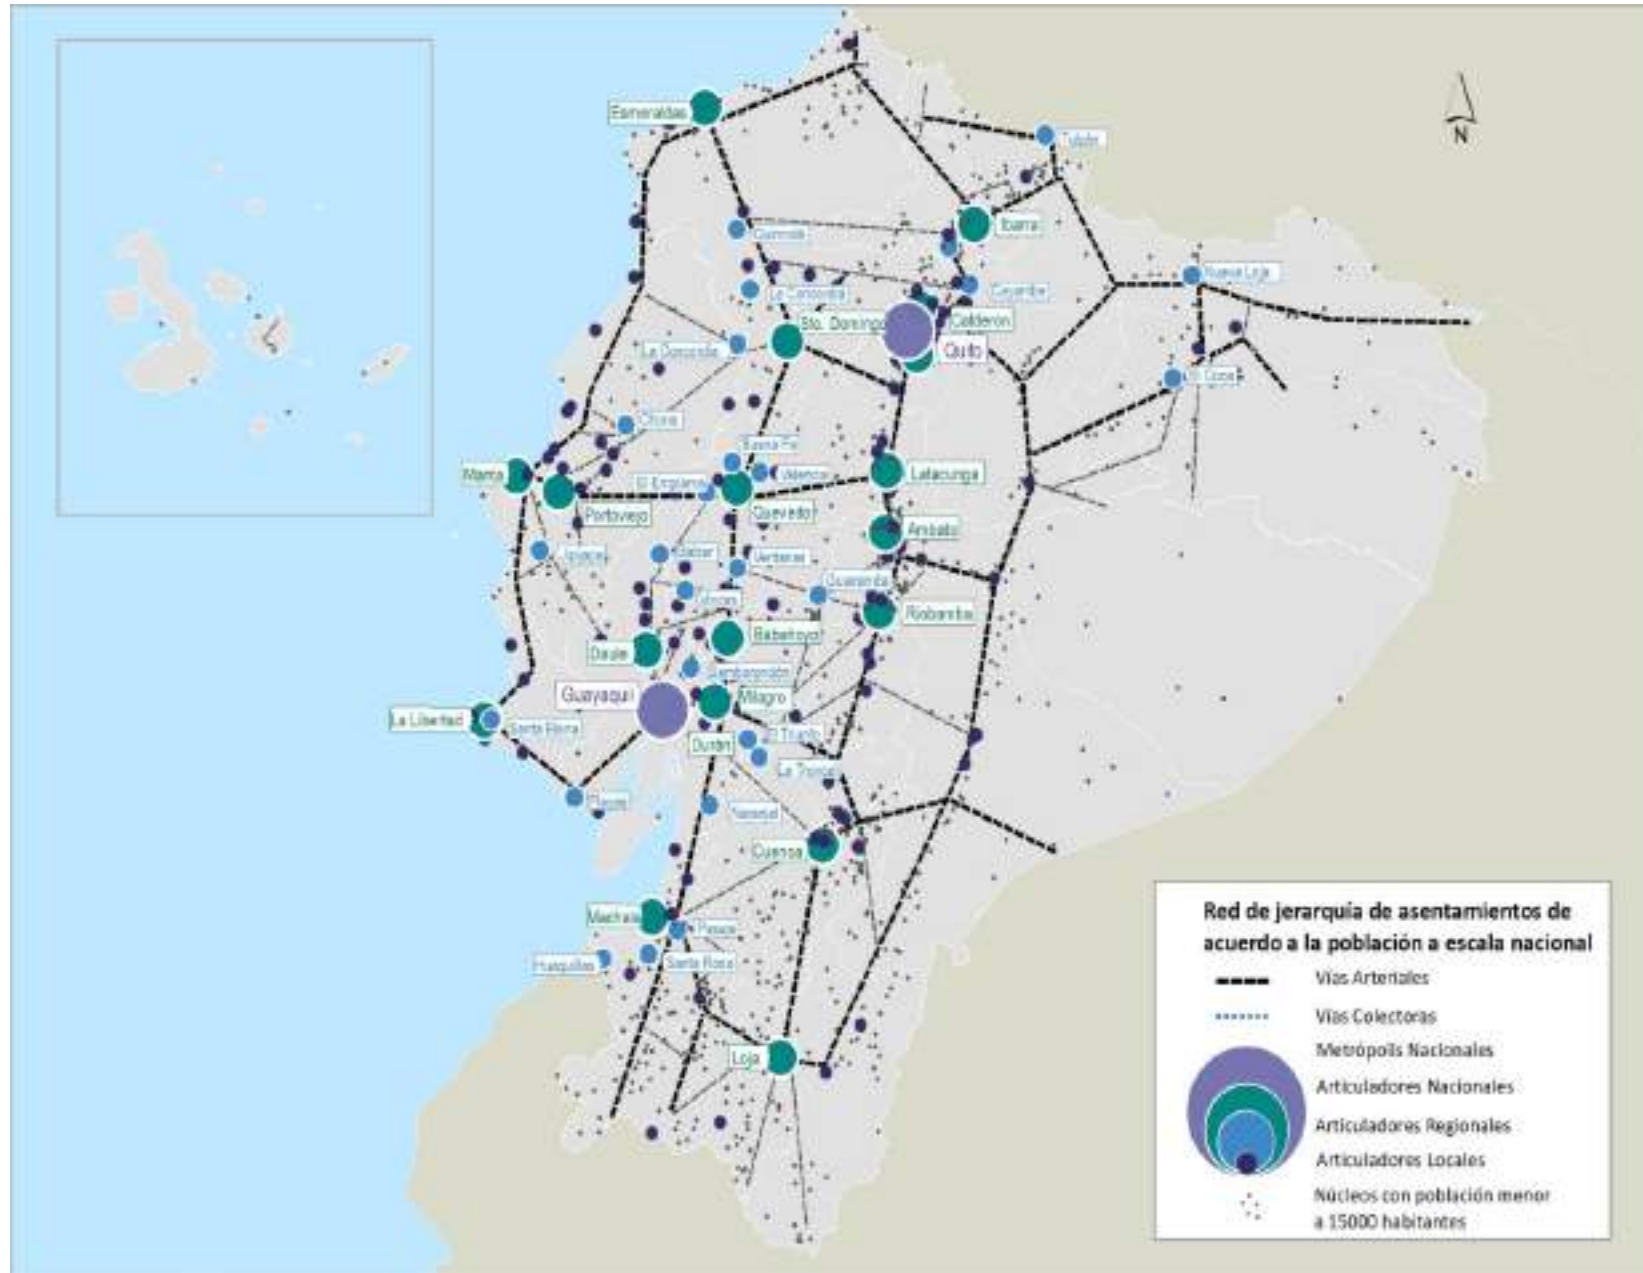 Esmeraldas
Tulcán
Ibarra
Quinindé
Nueva Loja
La Concordia
Cayambe
Sto. Domingo
Calderón
Quito
El Coca
Chone
Buena Fe
Manta
Valencia
Latacunga
El Empalme
Portoviejo
Quevedo
Ambato
Jipijapa
Balzar
Ventanas
Guaranda
Riobamba
Babahoyo
Daule
Samborondón
Guayaquil
Milagro
La Libertad
Santa Elena
El Triunfo
Durán
La Troncal
Playas
Naranjal
Cuenca
Machala
Pasaje
Huaquillas
Santa Rosa
Loja
N
Red de jerarquía de asentamientos de
acuerdo a la población a escala nacional
Vías Arteriales
Vías Colectoras
Metrópolis Nacionales
Articuladores Nacionales
Articuladores Regionales
Articuladores Locales
Núcleos con población menor
a 15000 habitantes